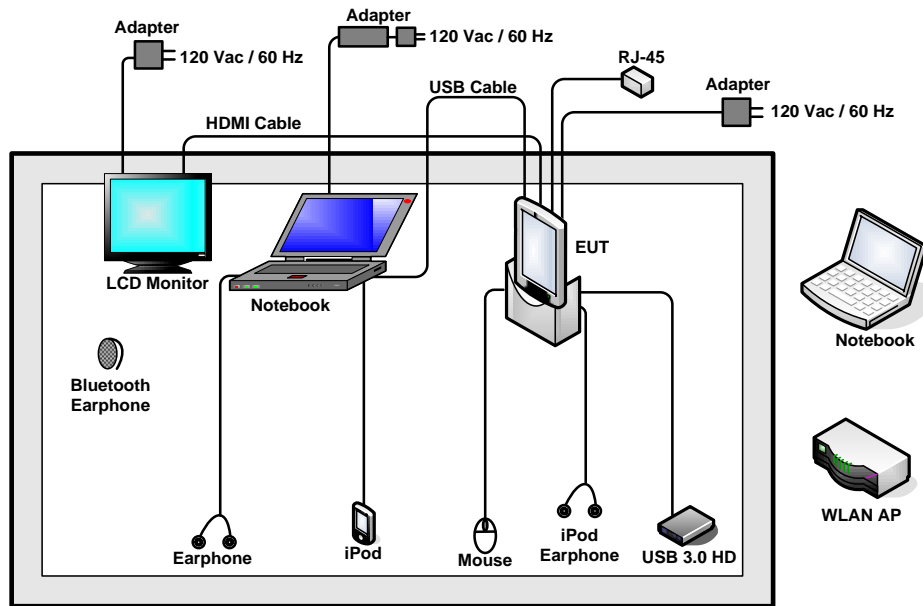 Adapter
120 Vac / 60 Hz
Adapter
120 Vac / 60 Hz
RJ-45
Adapter
120 Vac / 60 Hz
USB Cable
HDMI Cable
EUT
LCD Monitor
Notebook
Notebook
Bluetooth
Earphone
WLAN AP
Earphone
iPod
Mouse
iPod
Earphone
USB 3.0 HD